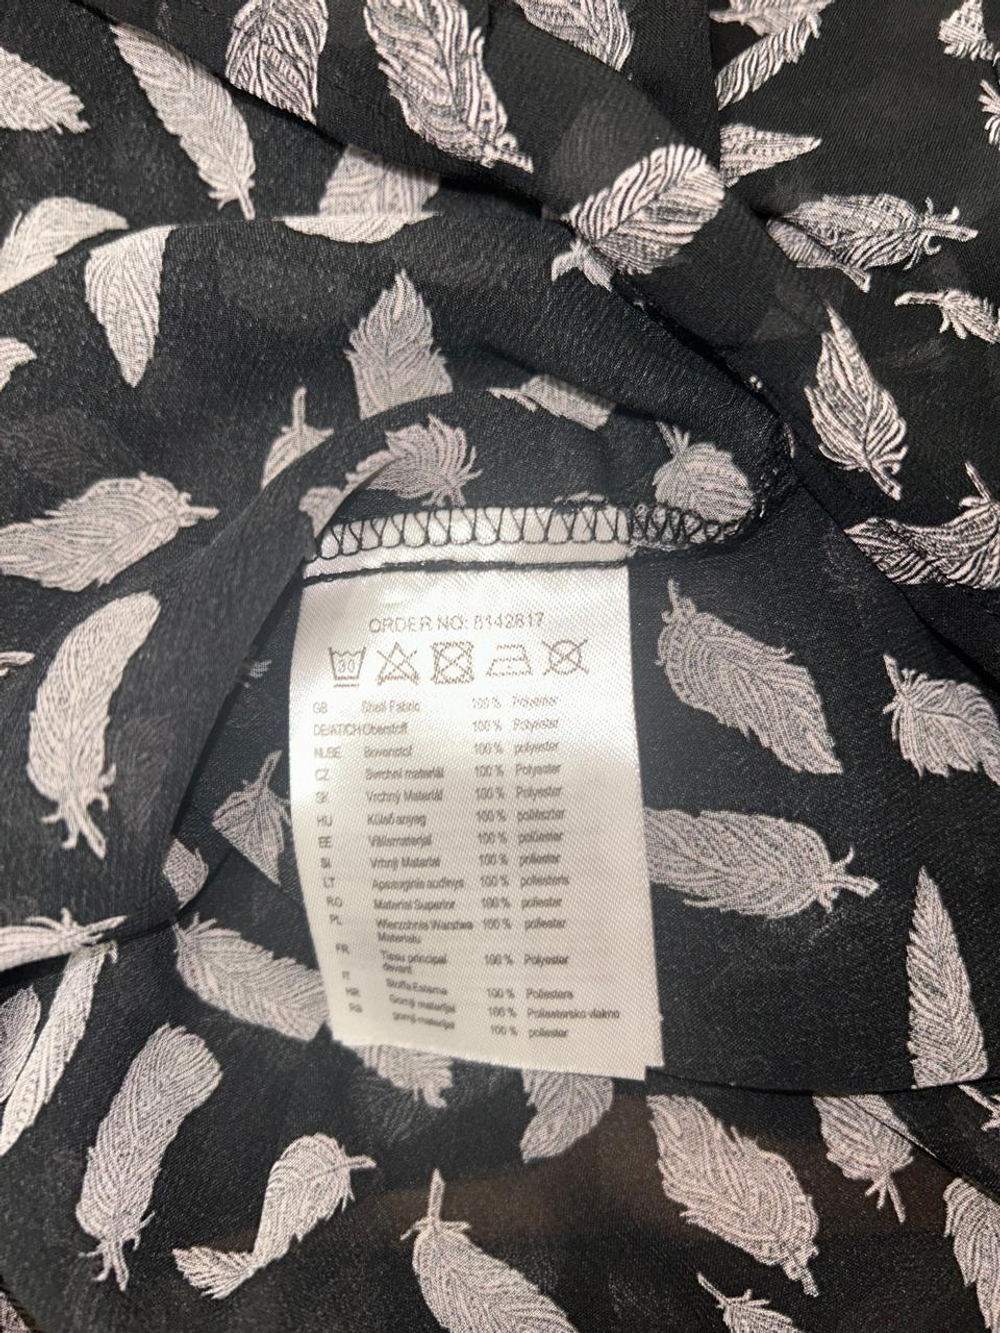 ORDER NO: 8142817
30
GB Shell Fabric 100 % Polyester
DE/AT/CH Oberstoff 100 % Polyester
NL/BE Bovenstof 100 % polyester
CZ Svrchní materiál 100 % Polyester
SK Vrchný Materiál 100 % Polyester
HU Külső anyag 100 % poliészter
EE Välismaterjal 100 % polüester
SI Vrhnji Material 100 % poliester
LT Apsauginis audinys 100 % poliesteris
RO Material Superior 100 % poliester
PL Wierzchnia Warstwa 100 % poliester
Materiału
FR Tissu principal 100 % Polyester
devant
IT Stoffa Esterna 100 % Poliestere
HR Gornji materijal 100 % Poliestersko vlakno
RS gornji materijal 100 % poliester